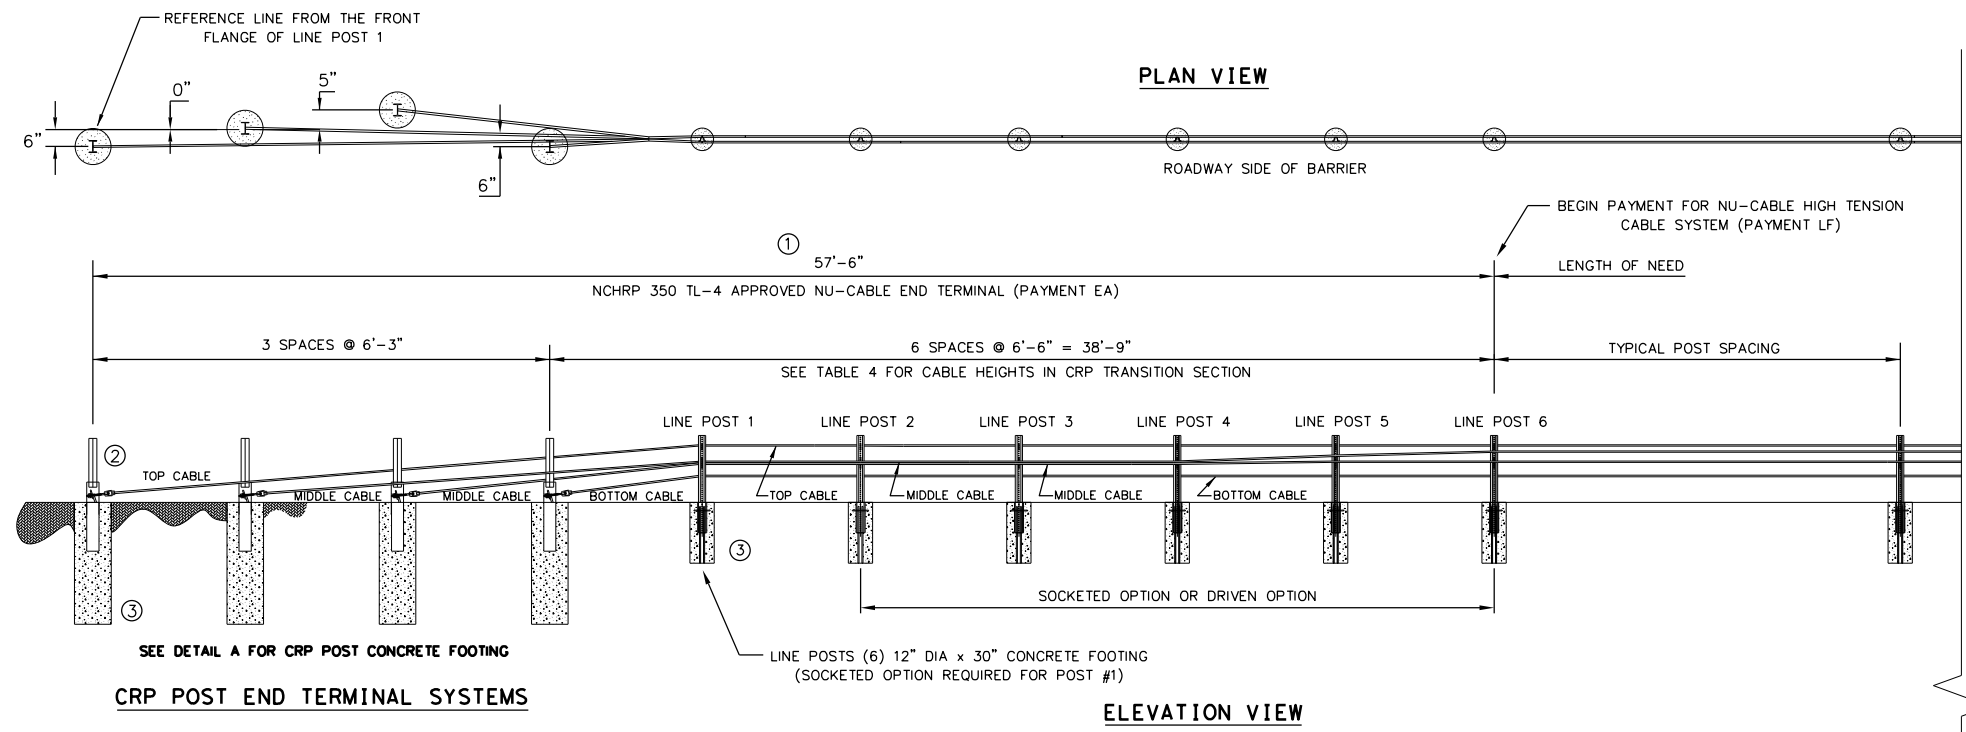 REFERENCE LINE FROM THE FRONT
FLANGE OF LINE POST 1
PLAN VIEW
5"
0"
6"
6"
ROADWAY SIDE OF BARRIER
BEGIN PAYMENT FOR NU-CABLE HIGH TENSION
CABLE SYSTEM (PAYMENT LF)
1
57'-6"
LENGTH OF NEED
NCHRP 350 TL-4 APPROVED NU-CABLE END TERMINAL (PAYMENT EA)
3 SPACES @ 6'-3"
6 SPACES @ 6'-6" = 38'-9"
TYPICAL POST SPACING
SEE TABLE 4 FOR CABLE HEIGHTS IN CRP TRANSITION SECTION
LINE POST 1
LINE POST 2
LINE POST 3
LINE POST 4
LINE POST 5
LINE POST 6
2
TOP CABLE
MIDDLE CABLE
MIDDLE CABLE
BOTTOM CABLE
TOP CABLE
MIDDLE CABLE
MIDDLE CABLE
BOTTOM CABLE
3
3
SOCKETED OPTION OR DRIVEN OPTION
SEE DETAIL A FOR CRP POST CONCRETE FOOTING
LINE POSTS (6) 12" DIA x 30" CONCRETE FOOTING
(SOCKETED OPTION REQUIRED FOR POST #1)
CRP POST END TERMINAL SYSTEMS
ELEVATION VIEW